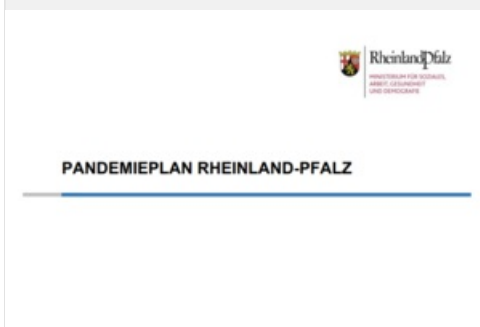 RheinlandPfalz
MINISTERIUM FÜR SOZIALES,
ARBEIT, GESUNDHEIT
UND DEMOGRAFIE
PANDEMIEPLAN RHEINLAND-PFALZ